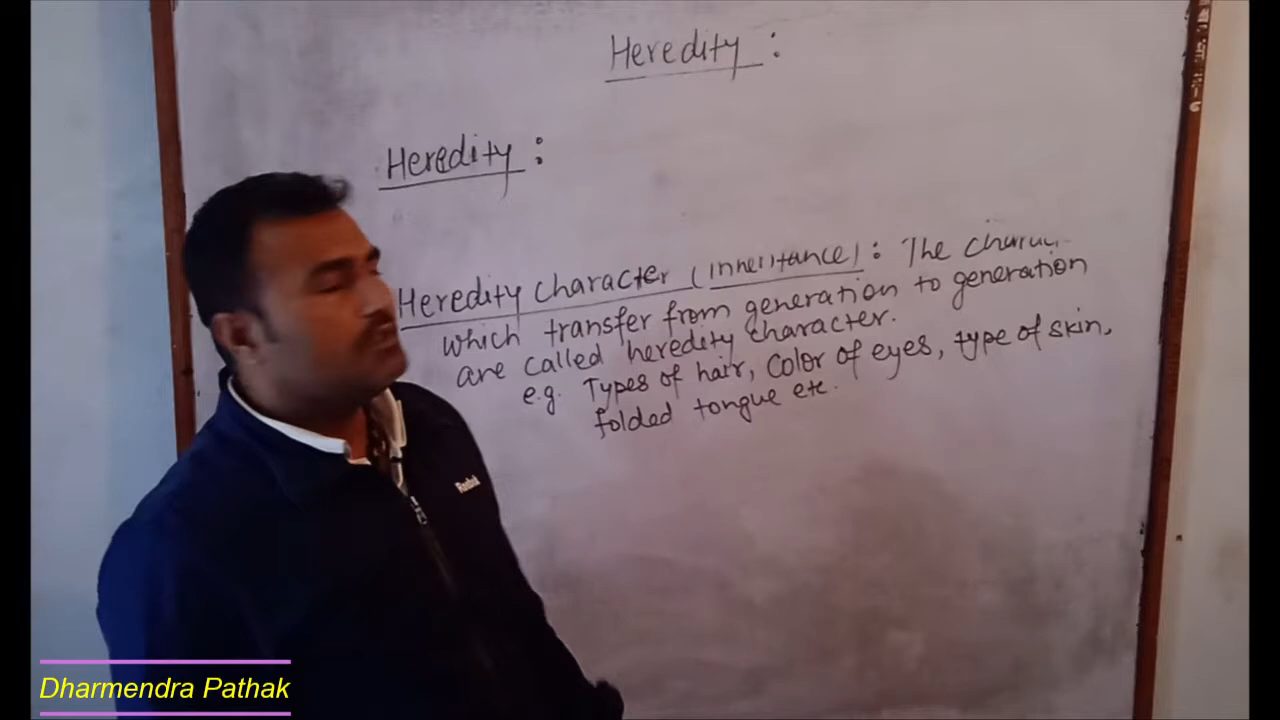 Heredity :
Heredity :
Heredity character (Inheritance) : The
which transfer from generation to generation
are called heredity character.
e.g. Types of hair, Color of eyes, type of skin,
folded tongue etc.
Reebok
Dharmendra Pathak